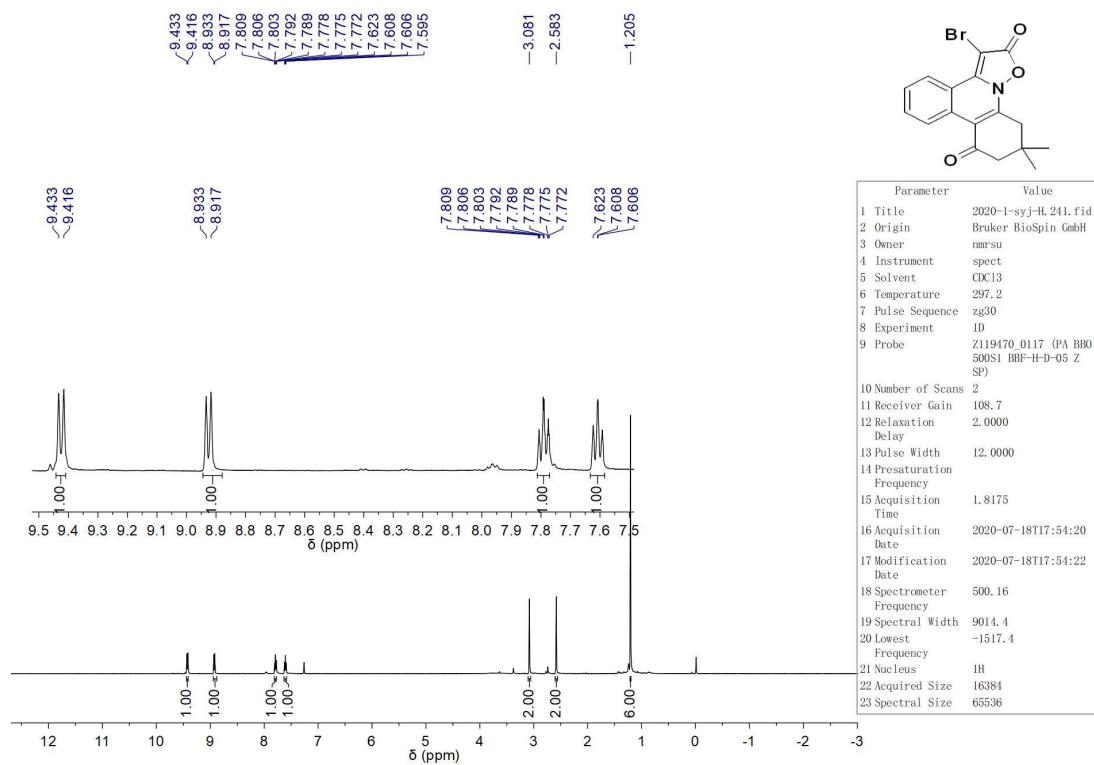 9.433
9.416
8.933
8.917
7.809
7.806
7.803
7.792
7.789
7.778
7.775
7.772
7.623
7.608
7.606
7.595
3.081
2.583
1.205
Br
O
O
N
O
9.433
9.416
8.933
8.917
7.809
7.806
7.803
7.792
7.789
7.778
7.775
7.772
7.623
7.608
7.606
1.00
1.00
1.00
1.00
9.5 9.4 9.3 9.2 9.1 9.0 8.9 8.8 8.7 8.6 8.5 8.4 8.3 8.2 8.1 8.0 7.9 7.8 7.7 7.6 7.5
δ (ppm)
1.00
1.00
1.00
1.00
2.00
2.00
6.00
12 11 10 9 8 7 6 5 4 3 2 1 0 -1 -2 -3
δ (ppm)
Parameter Value
1 Title 2020-1-syj-H.241.fid
2 Origin Bruker BioSpin GmbH
3 Owner nmrsu
4 Instrument spect
5 Solvent CDCl3
6 Temperature 297.2
7 Pulse Sequence zg30
8 Experiment 1D
9 Probe Z119470_0117 (PA BBO
500S1 BBF-H-D-05 Z
SP)
10 Number of Scans 2
11 Receiver Gain 108.7
12 Relaxation 2.0000
Delay
13 Pulse Width 12.0000
14 Presaturation
Frequency
15 Acquisition 1.8175
Time
16 Acquisition 2020-07-18T17:54:20
Date
17 Modification 2020-07-18T17:54:22
Date
18 Spectrometer 500.16
Frequency
19 Spectral Width 9014.4
20 Lowest -1517.4
Frequency
21 Nucleus 1H
22 Acquired Size 16384
23 Spectral Size 65536